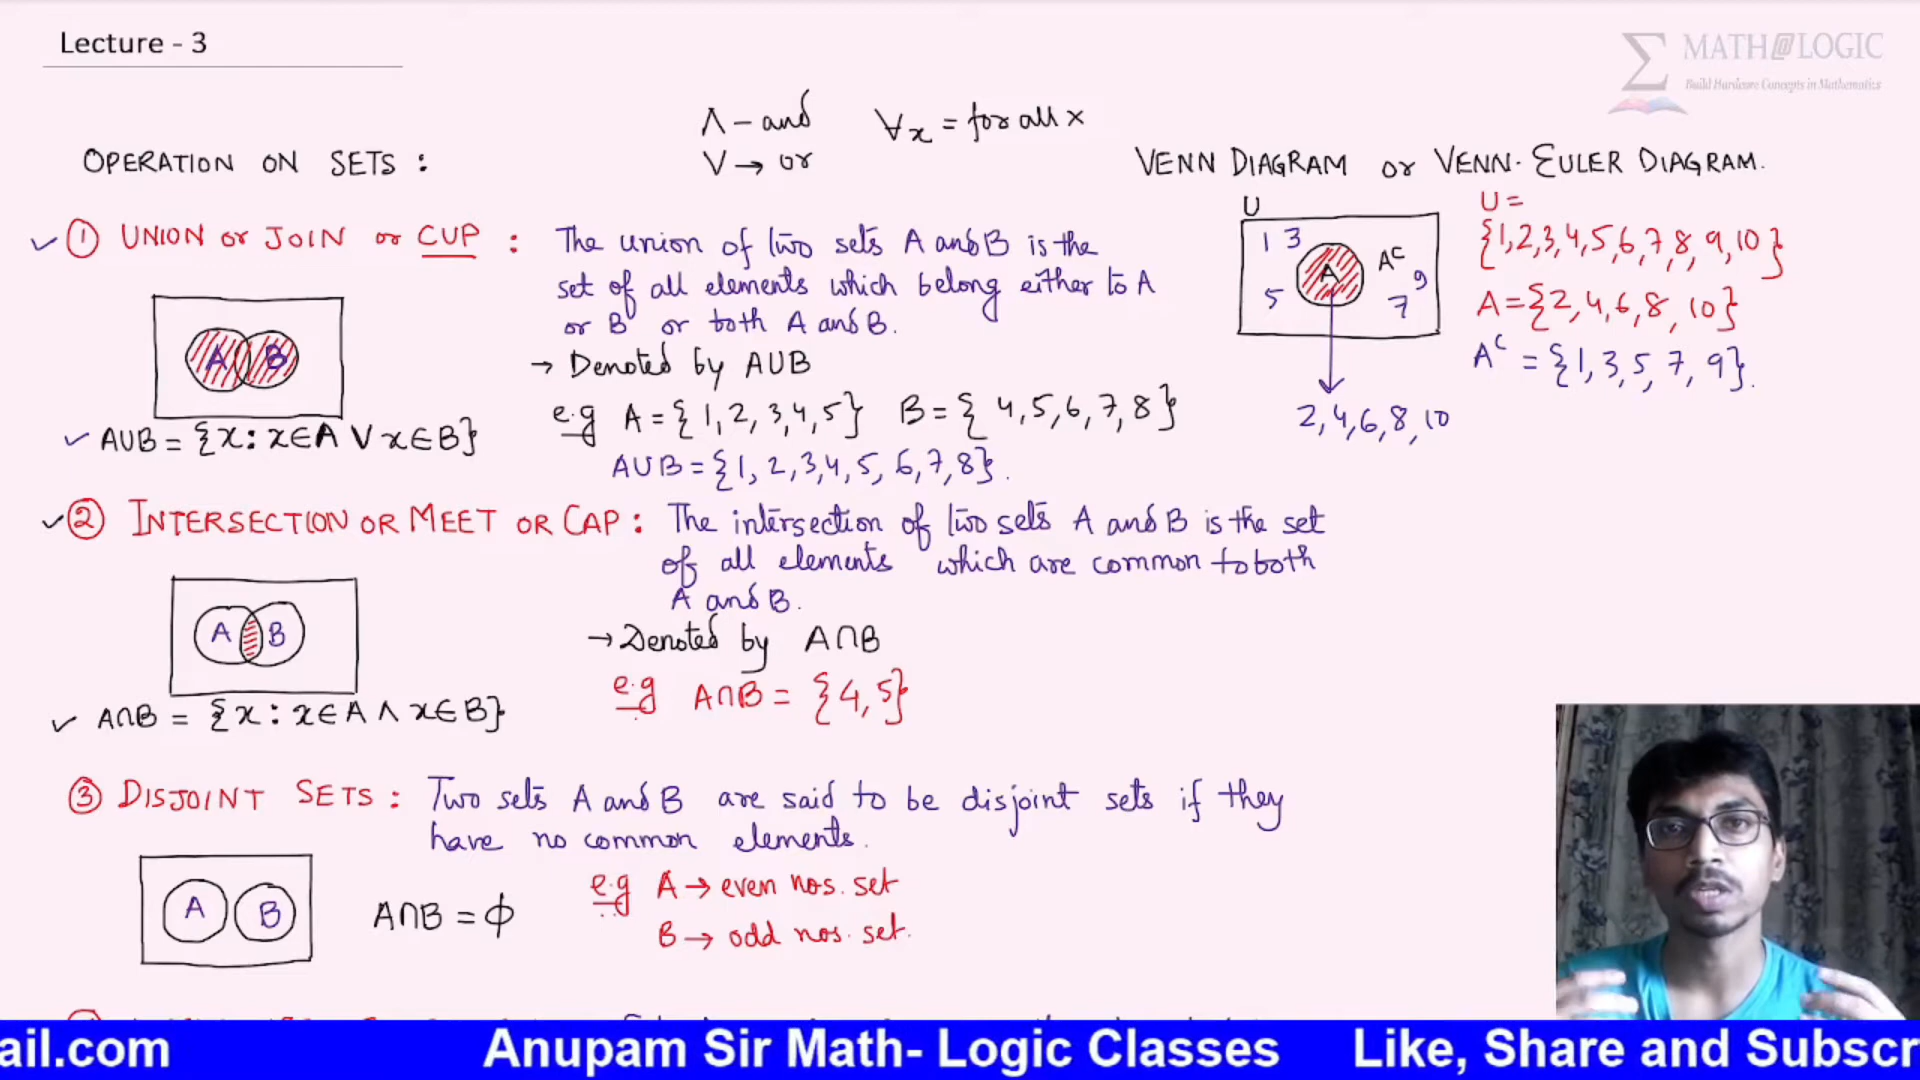 Lecture - 3
MATH@LOGIC
Build Hardcore Concepts in Mathematics
∧ - and
∨ → or
∀x = for all x
OPERATION ON SETS :
VENN DIAGRAM or VENN-EULER DIAGRAM.
① UNION or JOIN or CUP :
The union of two sets A and B is the
set of all elements which belong either to A
or B or both A and B.
→ Denoted by A∪B
A B
A∪B = {x : x∈A ∨ x∈B}
e.g A = {1, 2, 3, 4, 5} B = {4, 5, 6, 7, 8}
A∪B = {1, 2, 3, 4, 5, 6, 7, 8}.
U
1 3
A
Aᶜ
5
7
9
2, 4, 6, 8, 10
U =
{1, 2, 3, 4, 5, 6, 7, 8, 9, 10}
A = {2, 4, 6, 8, 10}
Aᶜ = {1, 3, 5, 7, 9}.
② INTERSECTION OR MEET OR CAP :
The intersection of two sets A and B is the set
of all elements which are common to both
A and B.
→ Denoted by A∩B
A B
e.g A∩B = {4, 5}
A∩B = {x : x∈A ∧ x∈B}
③ DISJOINT SETS :
Two sets A and B are said to be disjoint sets if they
have no common elements.
A B
A∩B = ϕ
e.g A → even nos. set
B → odd nos. set.
ail.com
Anupam Sir Math- Logic Classes
Like, Share and Subscr